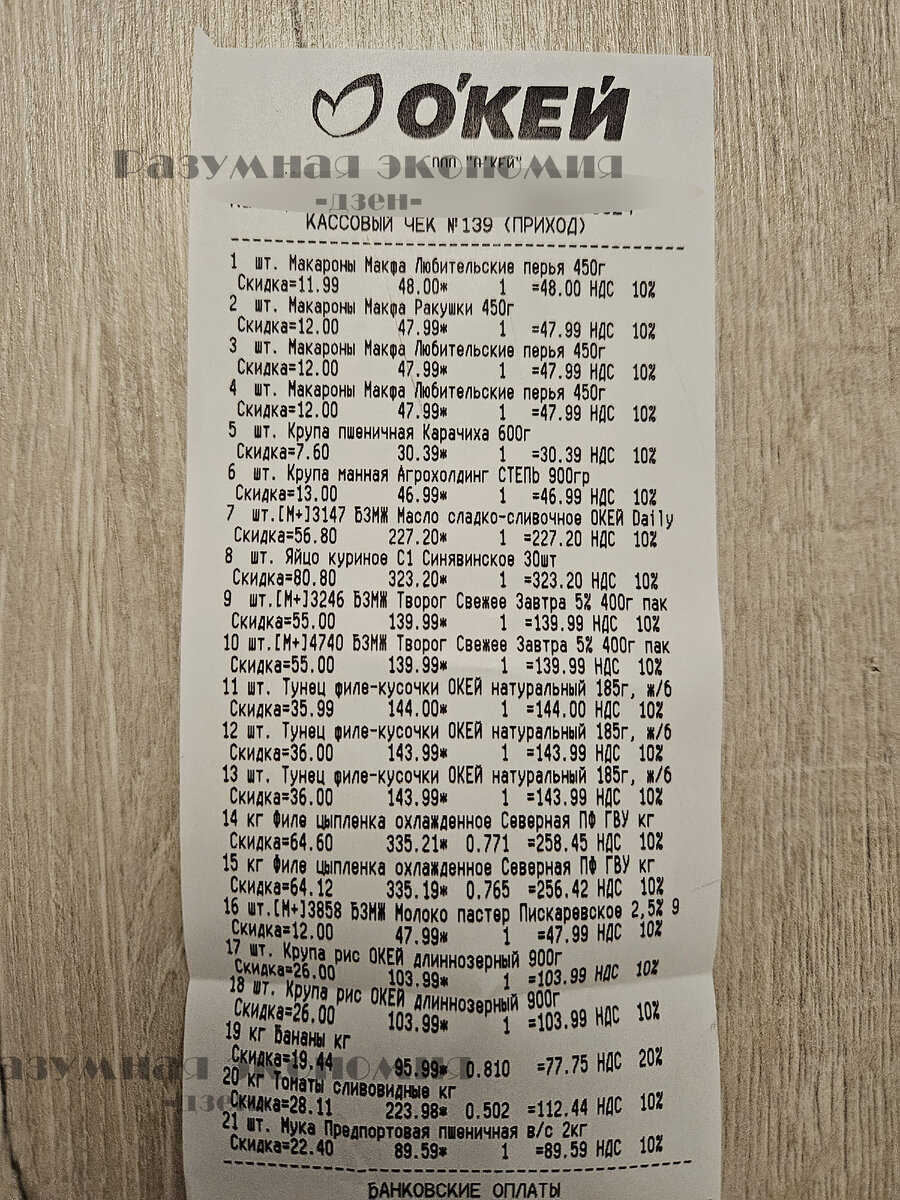 О'КЕЙ
ООО "О'КЕЙ"
Разумная экономия
-дзен-
КАССОВЫЙ ЧЕК №139 (ПРИХОД)
1 шт. Макароны Макфа Любительские перья 450г
Скидка=11.99 48.00* 1 =48.00 НДС 10%
2 шт. Макароны Макфа Ракушки 450г
Скидка=12.00 47.99* 1 =47.99 НДС 10%
3 шт. Макароны Макфа Любительские перья 450г
Скидка=12.00 47.99* 1 =47.99 НДС 10%
4 шт. Макароны Макфа Любительские перья 450г
Скидка=12.00 47.99* 1 =47.99 НДС 10%
5 шт. Крупа пшеничная Карачиха 600г
Скидка=7.60 30.39* 1 =30.39 НДС 10%
6 шт. Крупа манная Агрохолдинг СТЕПЬ 900гр
Скидка=13.00 46.99* 1 =46.99 НДС 10%
7 шт.[М+]3147 БЗМЖ Масло сладко-сливочное ОКЕЙ Daily
Скидка=56.80 227.20* 1 =227.20 НДС 10%
8 шт. Яйцо куриное С1 Синявинское 30шт
Скидка=80.80 323.20* 1 =323.20 НДС 10%
9 шт.[М+]3246 БЗМЖ Творог Свежее Завтра 5% 400г пак
Скидка=55.00 139.99* 1 =139.99 НДС 10%
10 шт.[М+]4740 БЗМЖ Творог Свежее Завтра 5% 400г пак
Скидка=55.00 139.99* 1 =139.99 НДС 10%
11 шт. Тунец филе-кусочки ОКЕЙ натуральный 185г, ж/б
Скидка=35.99 144.00* 1 =144.00 НДС 10%
12 шт. Тунец филе-кусочки ОКЕЙ натуральный 185г, ж/б
Скидка=36.00 143.99* 1 =143.99 НДС 10%
13 шт. Тунец филе-кусочки ОКЕЙ натуральный 185г, ж/б
Скидка=36.00 143.99* 1 =143.99 НДС 10%
14 кг Филе цыпленка охлажденное Северная ПФ ГВУ кг
Скидка=64.60 335.21* 0.771 =258.45 НДС 10%
15 кг Филе цыпленка охлажденное Северная ПФ ГВУ кг
Скидка=64.12 335.19* 0.765 =256.42 НДС 10%
16 шт.[М+]3858 БЗМЖ Молоко пастер Пискаревское 2,5% 9
Скидка=12.00 47.99* 1 =47.99 НДС 10%
17 шт. Крупа рис ОКЕЙ длиннозерный 900г
Скидка=26.00 103.99* 1 =103.99 НДС 10%
18 шт. Крупа рис ОКЕЙ длиннозерный 900г
Скидка=26.00 103.99* 1 =103.99 НДС 10%
19 кг Бананы кг
Скидка=19.44 95.99* 0.810 =77.75 НДС 20%
Разумная экономия
20 кг Томаты сливовидные кг
-дзен-
Скидка=28.11 223.98* 0.502 =112.44 НДС 10%
21 шт. Мука Предпортовая пшеничная в/с 2кг
Скидка=22.40 89.59* 1 =89.59 НДС 10%
БАНКОВСКИЕ ОПЛАТЫ